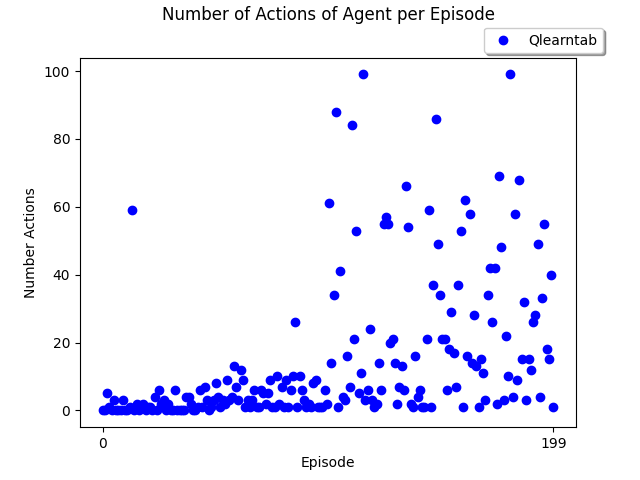 Number of Actions of Agent per Episode
Qlearntab
100
80
60
40
20
0
Number Actions
0
199
Episode